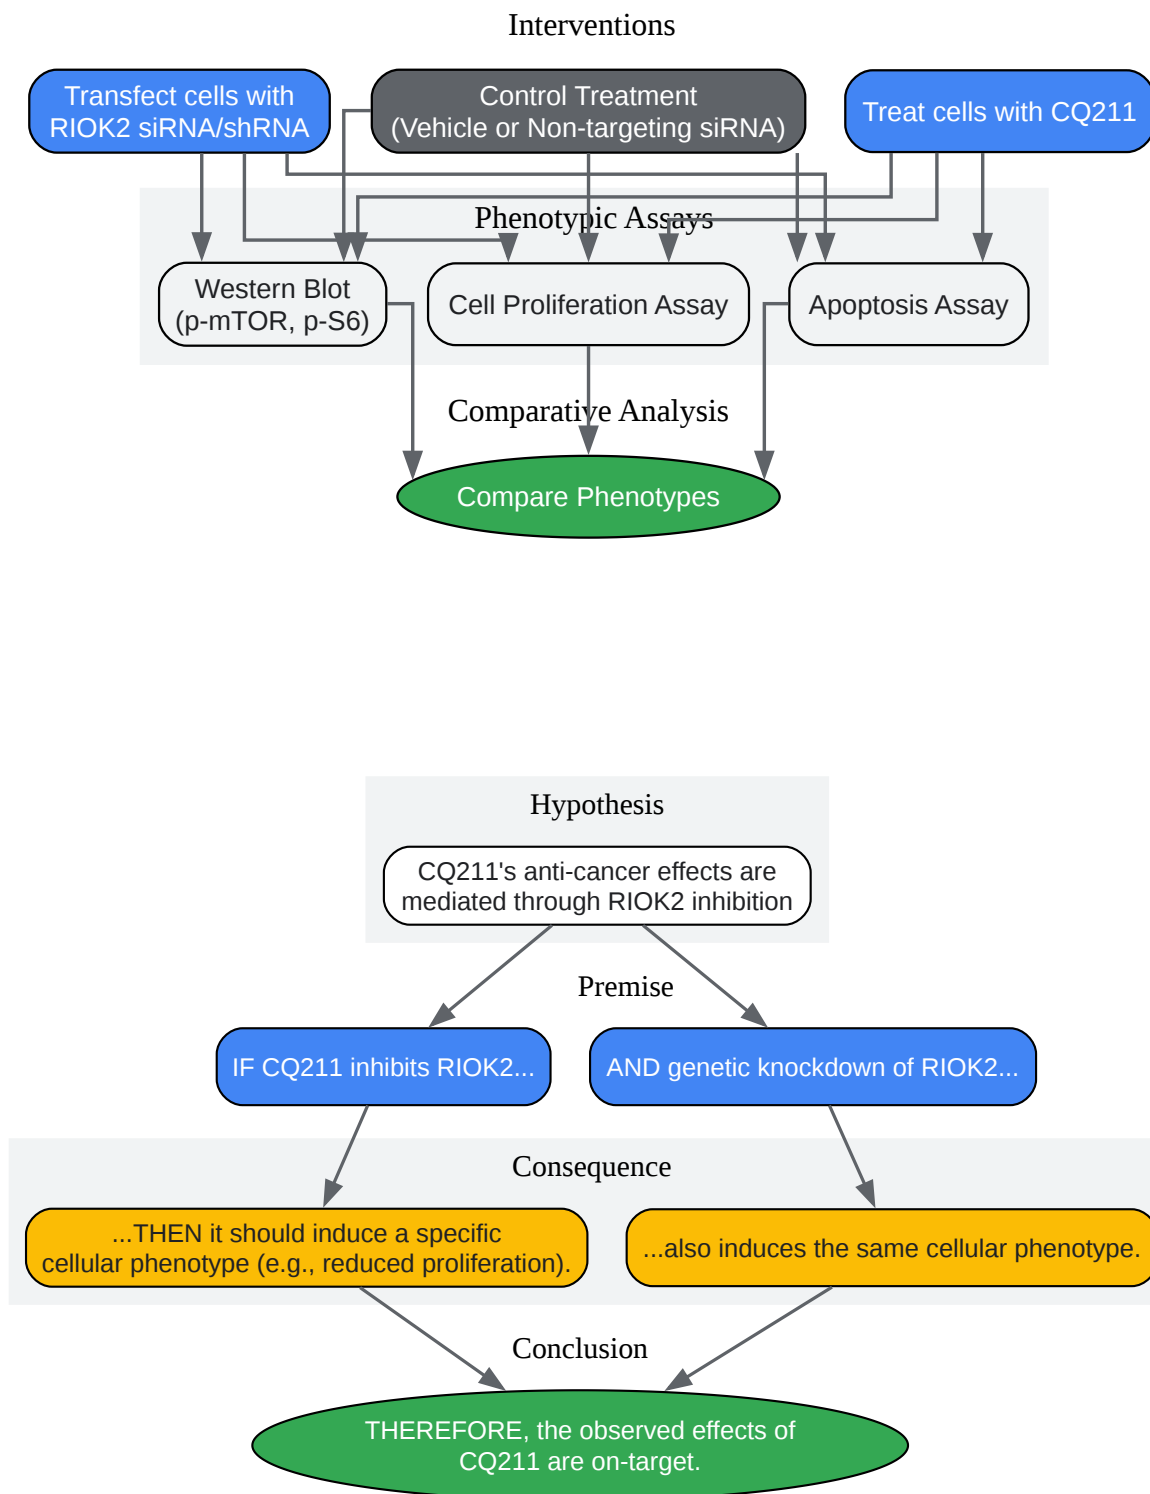 Interventions
Transfect cells with
RIOK2 siRNA/shRNA
Control Treatment
(Vehicle or Non-targeting siRNA)
Treat cells with CQ211
Phenotypic Assays
Western Blot
(p-mTOR, p-S6)
Cell Proliferation Assay
Apoptosis Assay
Comparative Analysis
Compare Phenotypes
Hypothesis
CQ211's anti-cancer effects are
mediated through RIOK2 inhibition
Premise
IF CQ211 inhibits RIOK2...
AND genetic knockdown of RIOK2...
Consequence
...THEN it should induce a specific
cellular phenotype (e.g., reduced proliferation).
...also induces the same cellular phenotype.
Conclusion
THEREFORE, the observed effects of
CQ211 are on-target.